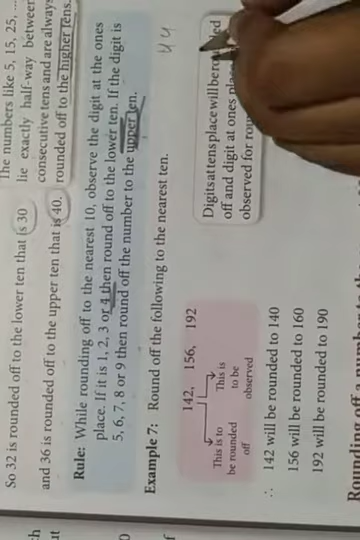 The numbers like 5, 15, 25, ...
lie exactly half-way between
consecutive tens and are always
rounded off to the higher tens.
So 32 is rounded off to the lower ten that is 30
and 36 is rounded off to the upper ten that is 40.
Rule: While rounding off to the nearest 10, observe the digit at the ones
place. If it is 1, 2, 3 or 4 then round off to the lower ten. If the digit is
5, 6, 7, 8 or 9 then round off the number to the upper ten.
Example 7: Round off the following to the nearest ten.
44
142, 156, 192
This is to
be rounded
off
This is
to be
observed
Digits at tens place will be
off and digit at ones
observed for
∴ 142 will be rounded to 140
156 will be rounded to 160
192 will be rounded to 190